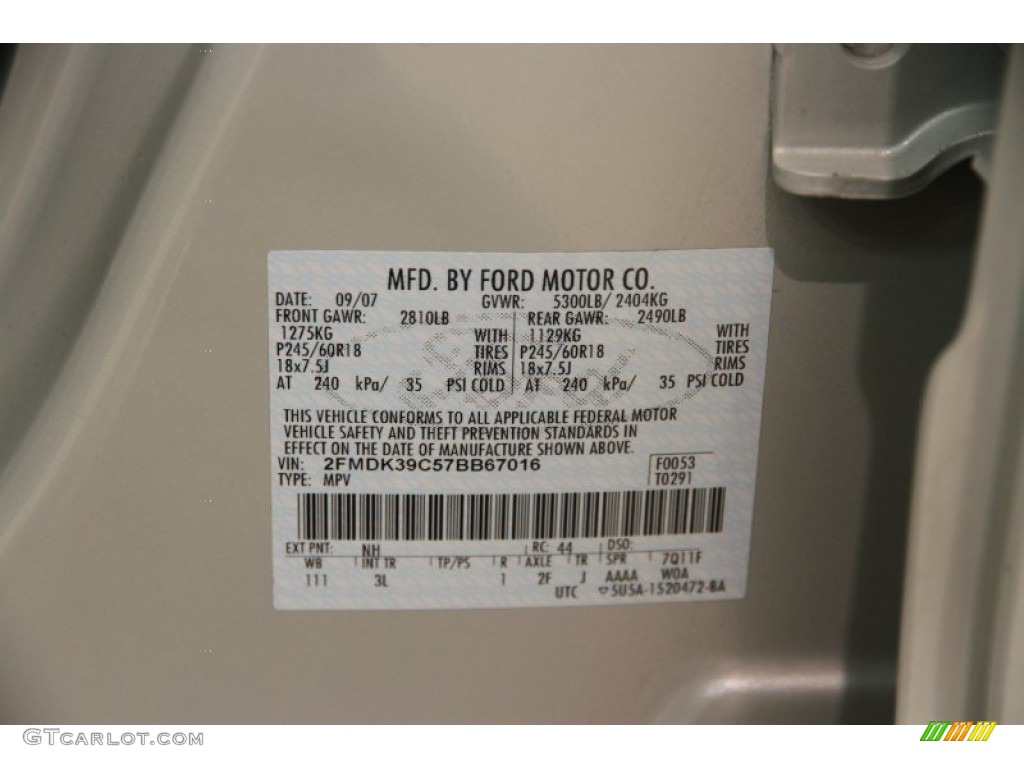 MFD. BY FORD MOTOR CO.
DATE: 09/07 GVWR: 5300LB/ 2404KG
FRONT GAWR: 2810LB REAR GAWR: 2490LB
1275KG WITH 1129KG WITH
P245/60R18 TIRES P245/60R18 TIRES
18x7.5J RIMS 18x7.5J RIMS
AT 240 kPa/ 35 PSI COLD AT 240 kPa/ 35 PSI COLD
THIS VEHICLE CONFORMS TO ALL APPLICABLE FEDERAL MOTOR
VEHICLE SAFETY AND THEFT PREVENTION STANDARDS IN
EFFECT ON THE DATE OF MANUFACTURE SHOWN ABOVE.
VIN: 2FMDK39C57BB67016 F0053
TYPE: MPV T0291
EXT PNT: NH RC: 44 DSO:
WB INT TR TP/PS R AXLE TR SPR 7Q11F
111 3L 1 2F J AAAA WOA
UTC 5U5A-1520472-BA
GTCarlot.com